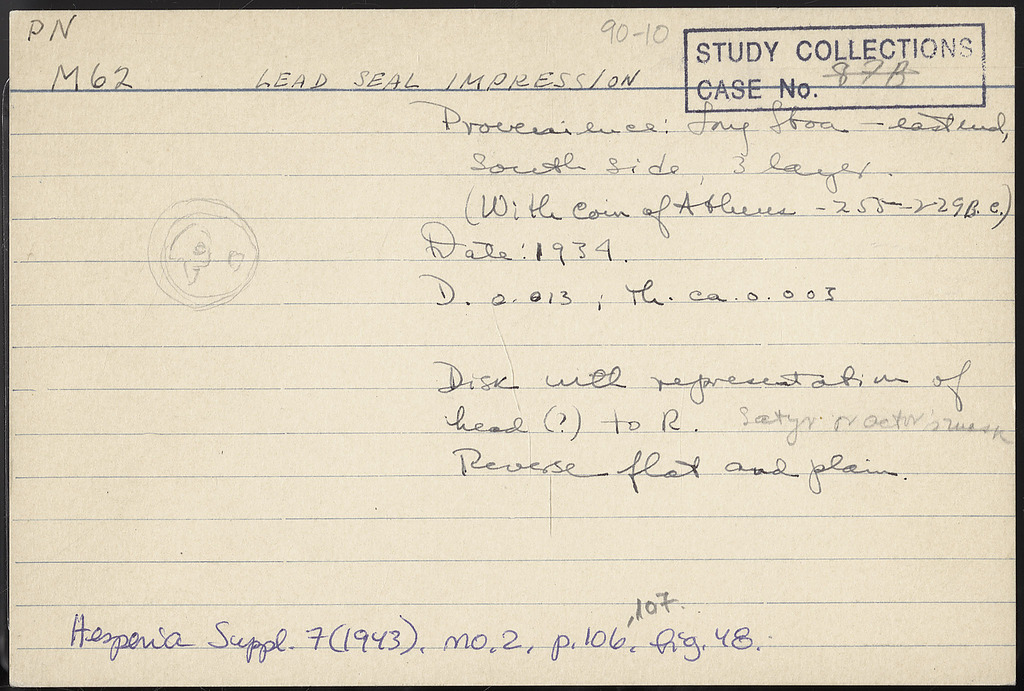 PN
90-10
STUDY COLLECTIONS
CASE No. 87B
M62 LEAD SEAL IMPRESSION
Provenience: Long Stoa - east end,
South side, 3 layer.
(With coin of Athens - 255-229 B.C.)
Date: 1934.
D. 0.013; Th. ca. 0.003
Disk with representation of
head (?) to R. Satyr or actor's mask
Reverse flat and plain.
Hesperia Suppl. 7 (1943). no. 2, p. 106, 107. fig. 48.